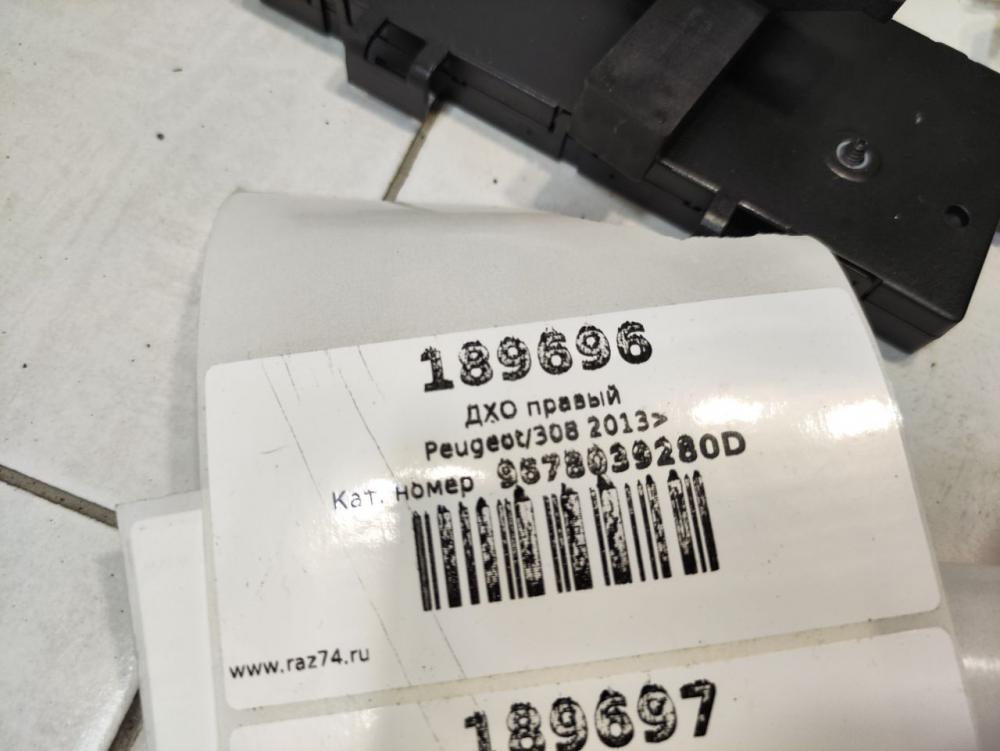 189696
ДХО правый
Peugeot/308 2013>
Кат. номер 9678039280D
www.raz74.ru
189697